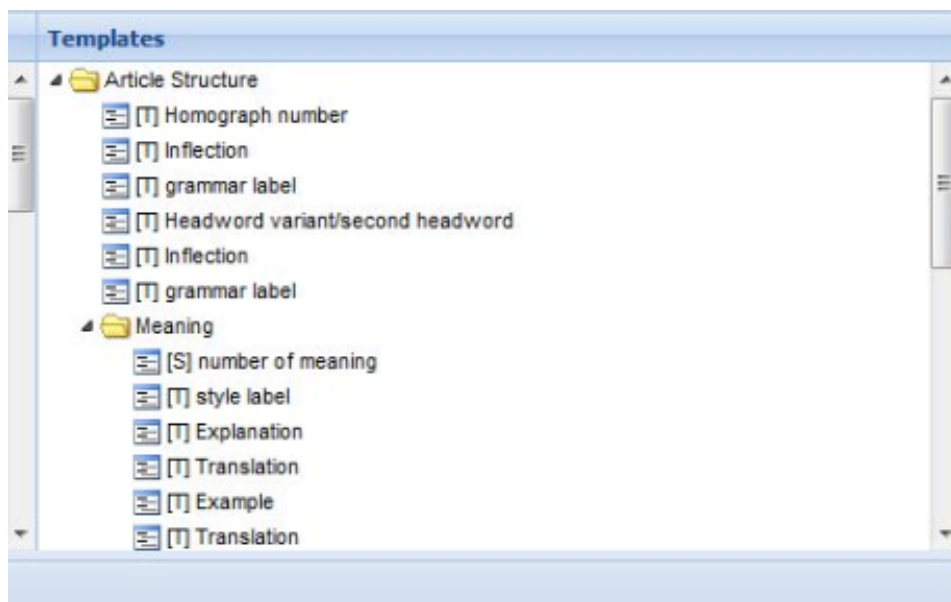 Templates
Article Structure
[T] Homograph number
[T] Inflection
[T] grammar label
[T] Headword variant/second headword
[T] Inflection
[T] grammar label
Meaning
[S] number of meaning
[T] style label
[T] Explanation
[T] Translation
[T] Example
[T] Translation